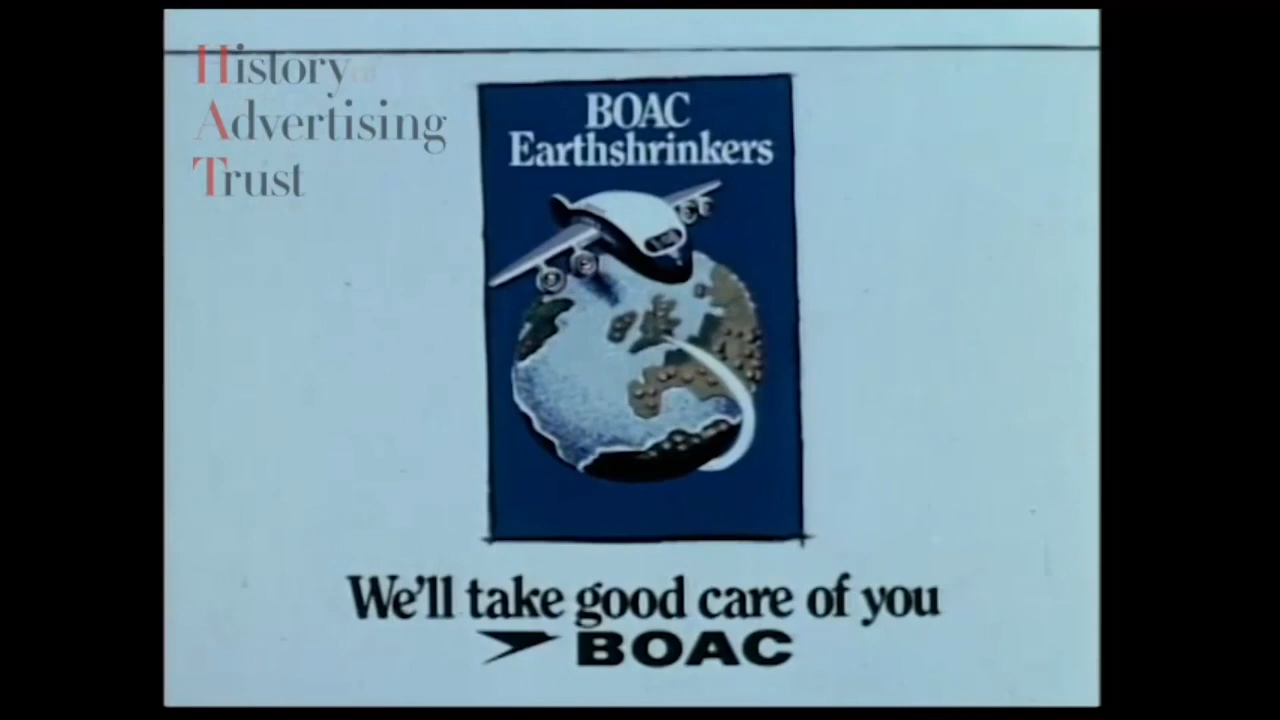 History of
Advertising
Trust
BOAC
Earthshrinkers
We'll take good care of you
BOAC